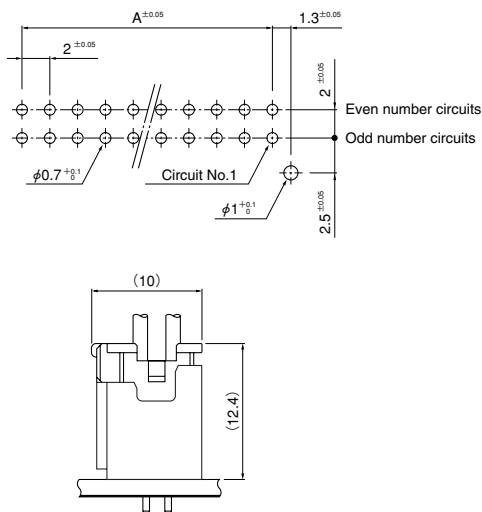 A±0.05
1.3±0.05
2 ±0.05
2 ±0.05
Even number circuits
Odd number circuits
φ0.7 +0.1 0
Circuit No.1
φ1 +0.1 0
2.5 ±0.05
(10)
(12.4)